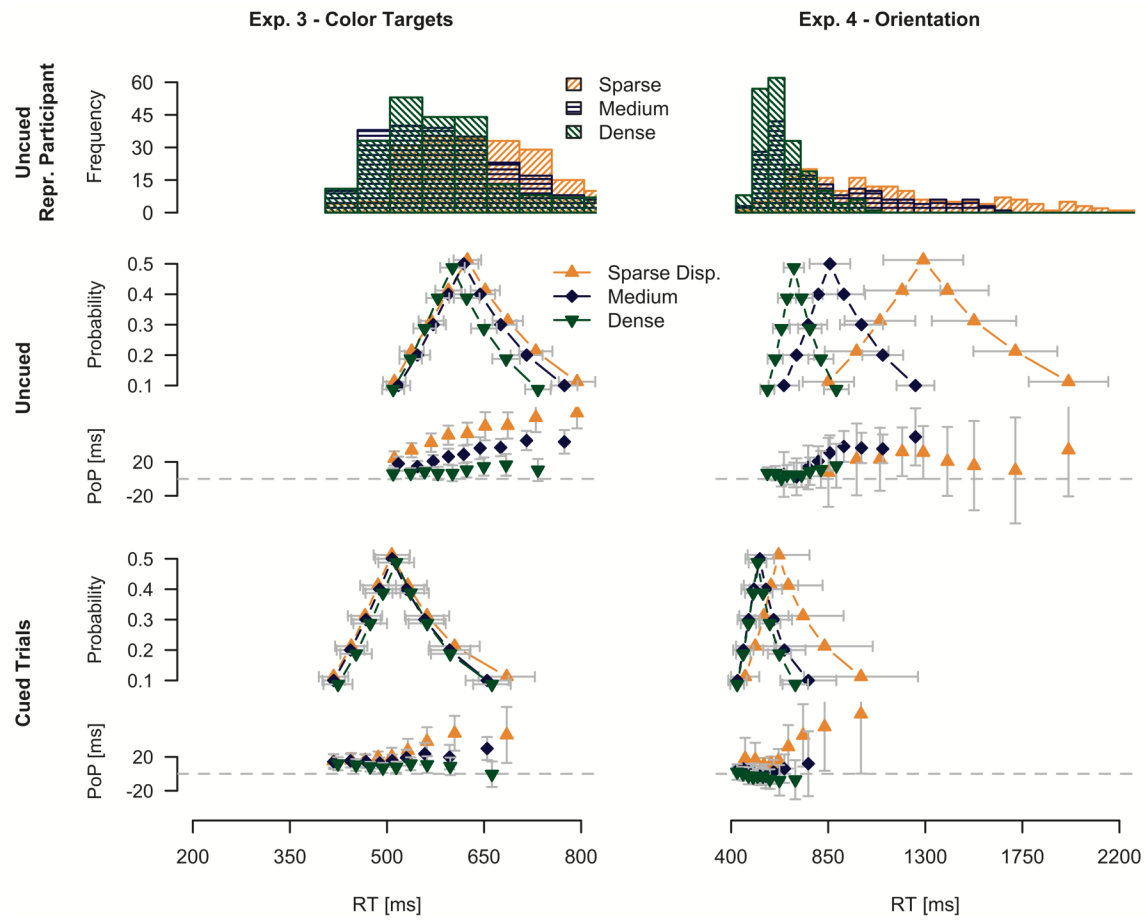 Exp. 3 - Color Targets
Exp. 4 - Orientation
Uncued
Repr. Participant
Frequency
60
45
30
15
0
Sparse
Medium
Dense
Uncued
Probability
0.5
0.4
0.3
0.2
0.1
Sparse Disp.
Medium
Dense
PoP [ms]
20
-20
Cued Trials
Probability
0.5
0.4
0.3
0.2
0.1
PoP [ms]
20
-20
200 350 500 650 800
400 850 1300 1750 2200
RT [ms]
RT [ms]